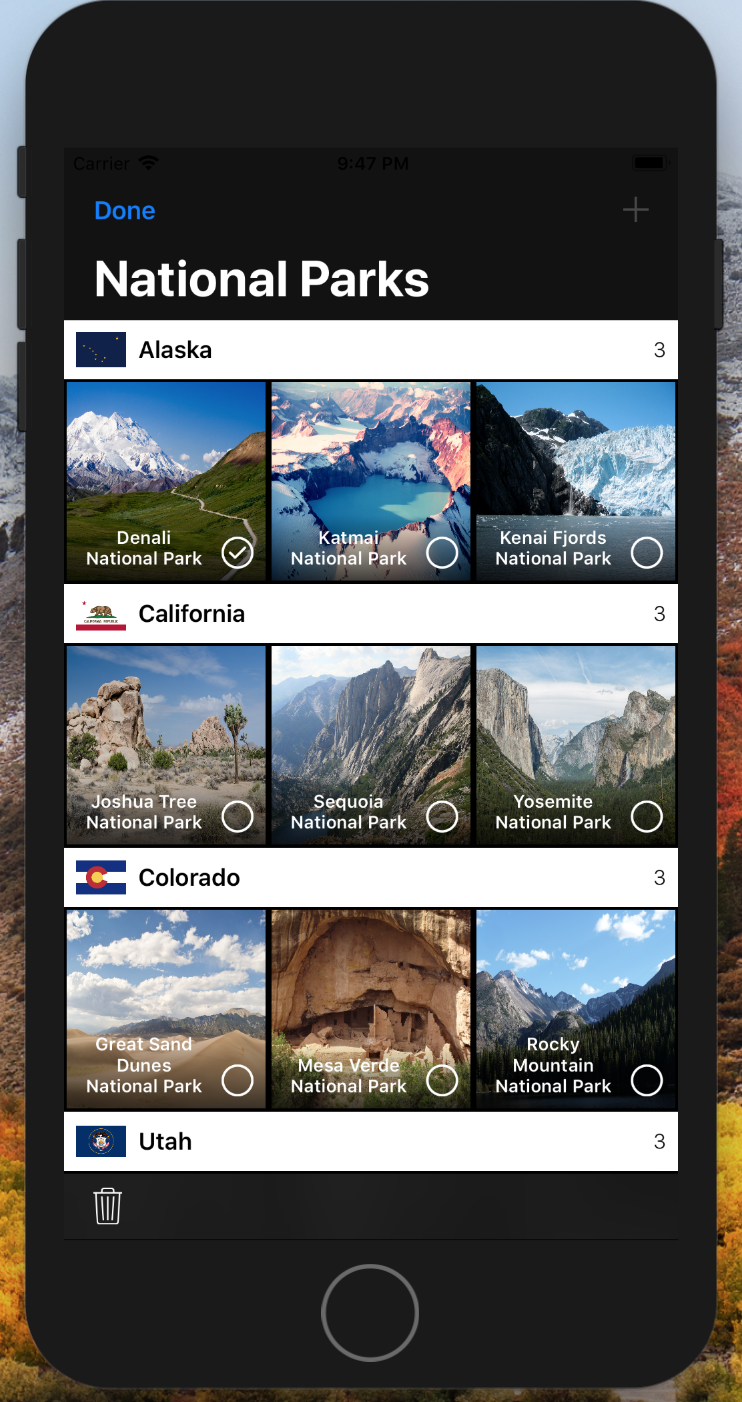 Carrier 9:47 PM
Done
National Parks
Alaska 3
Denali
National Park
Katmai
National Park
Kenai Fjords
National Park
California 3
Joshua Tree
National Park
Sequoia
National Park
Yosemite
National Park
Colorado 3
Great Sand
Dunes
National Park
Mesa Verde
National Park
Rocky
Mountain
National Park
Utah 3